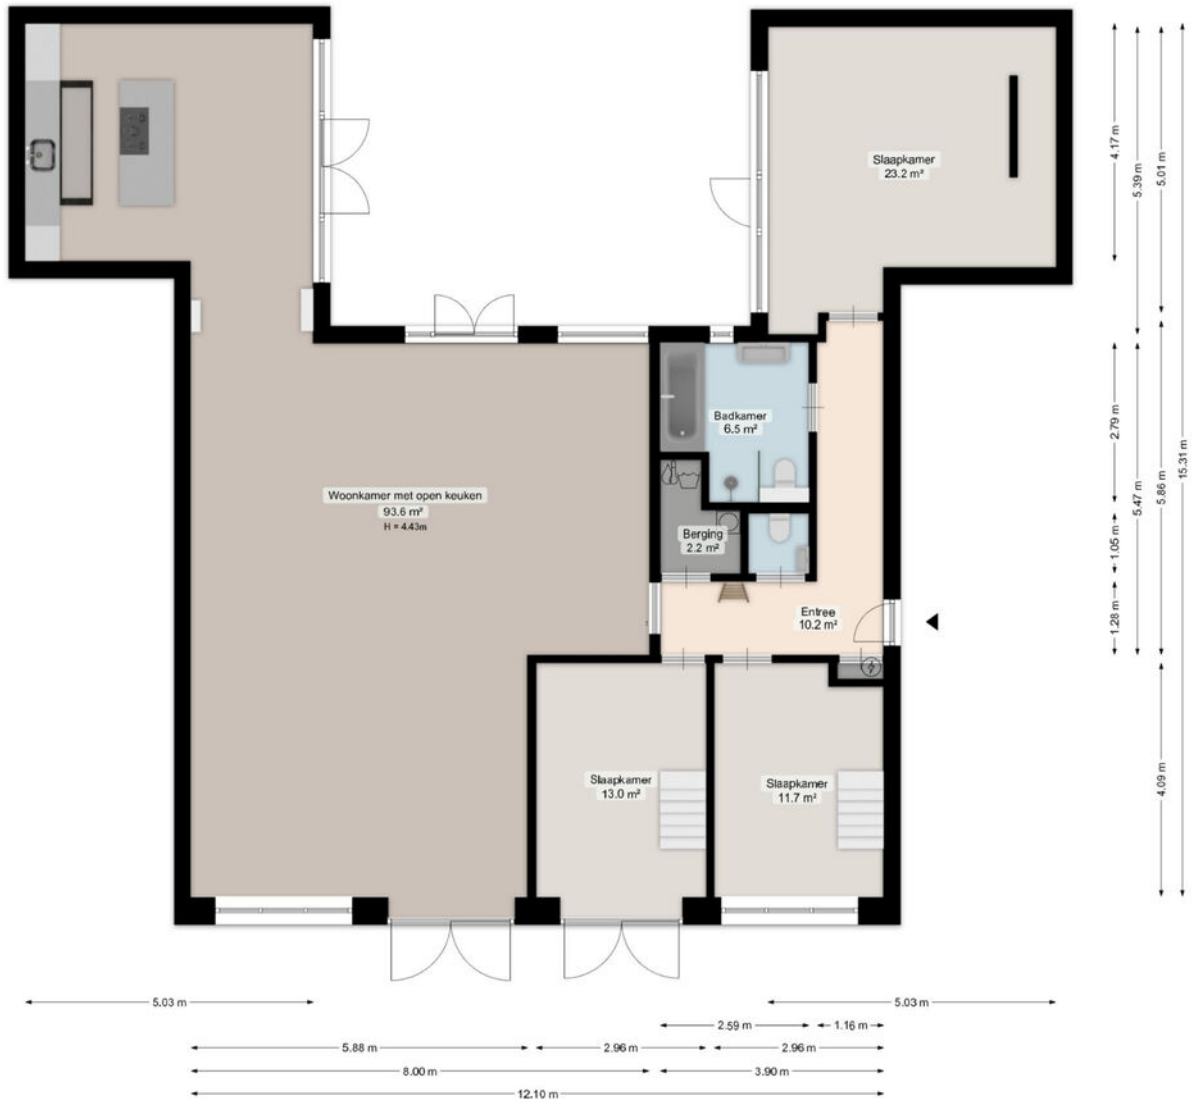 Slaapkamer
23.2 m²
Badkamer
6.5 m²
Woonkamer met open keuken
93.6 m²
H = 4.43m
Berging
2.2 m²
Entree
10.2 m²
Slaapkamer
13.0 m²
Slaapkamer
11.7 m²
4.17 m
5.39 m
5.01 m
15.31 m
2.79 m
5.47 m
5.86 m
1.05 m
1.28 m
4.09 m
5.03 m
5.03 m
2.59 m
1.16 m
5.88 m
2.96 m
2.96 m
8.00 m
3.90 m
12.10 m